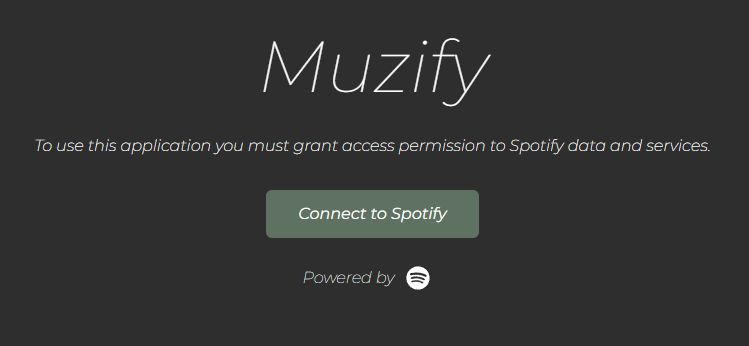 Muzify
To use this application you must grant access permission to Spotify data and services.
Connect to Spotify
Powered by